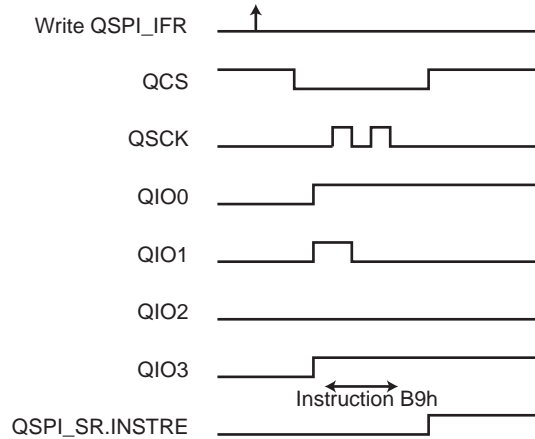 Write QSPI_IFR
QCS
QSCK
QIO0
QIO1
QIO2
QIO3
Instruction B9h
QSPI_SR.INSTRE